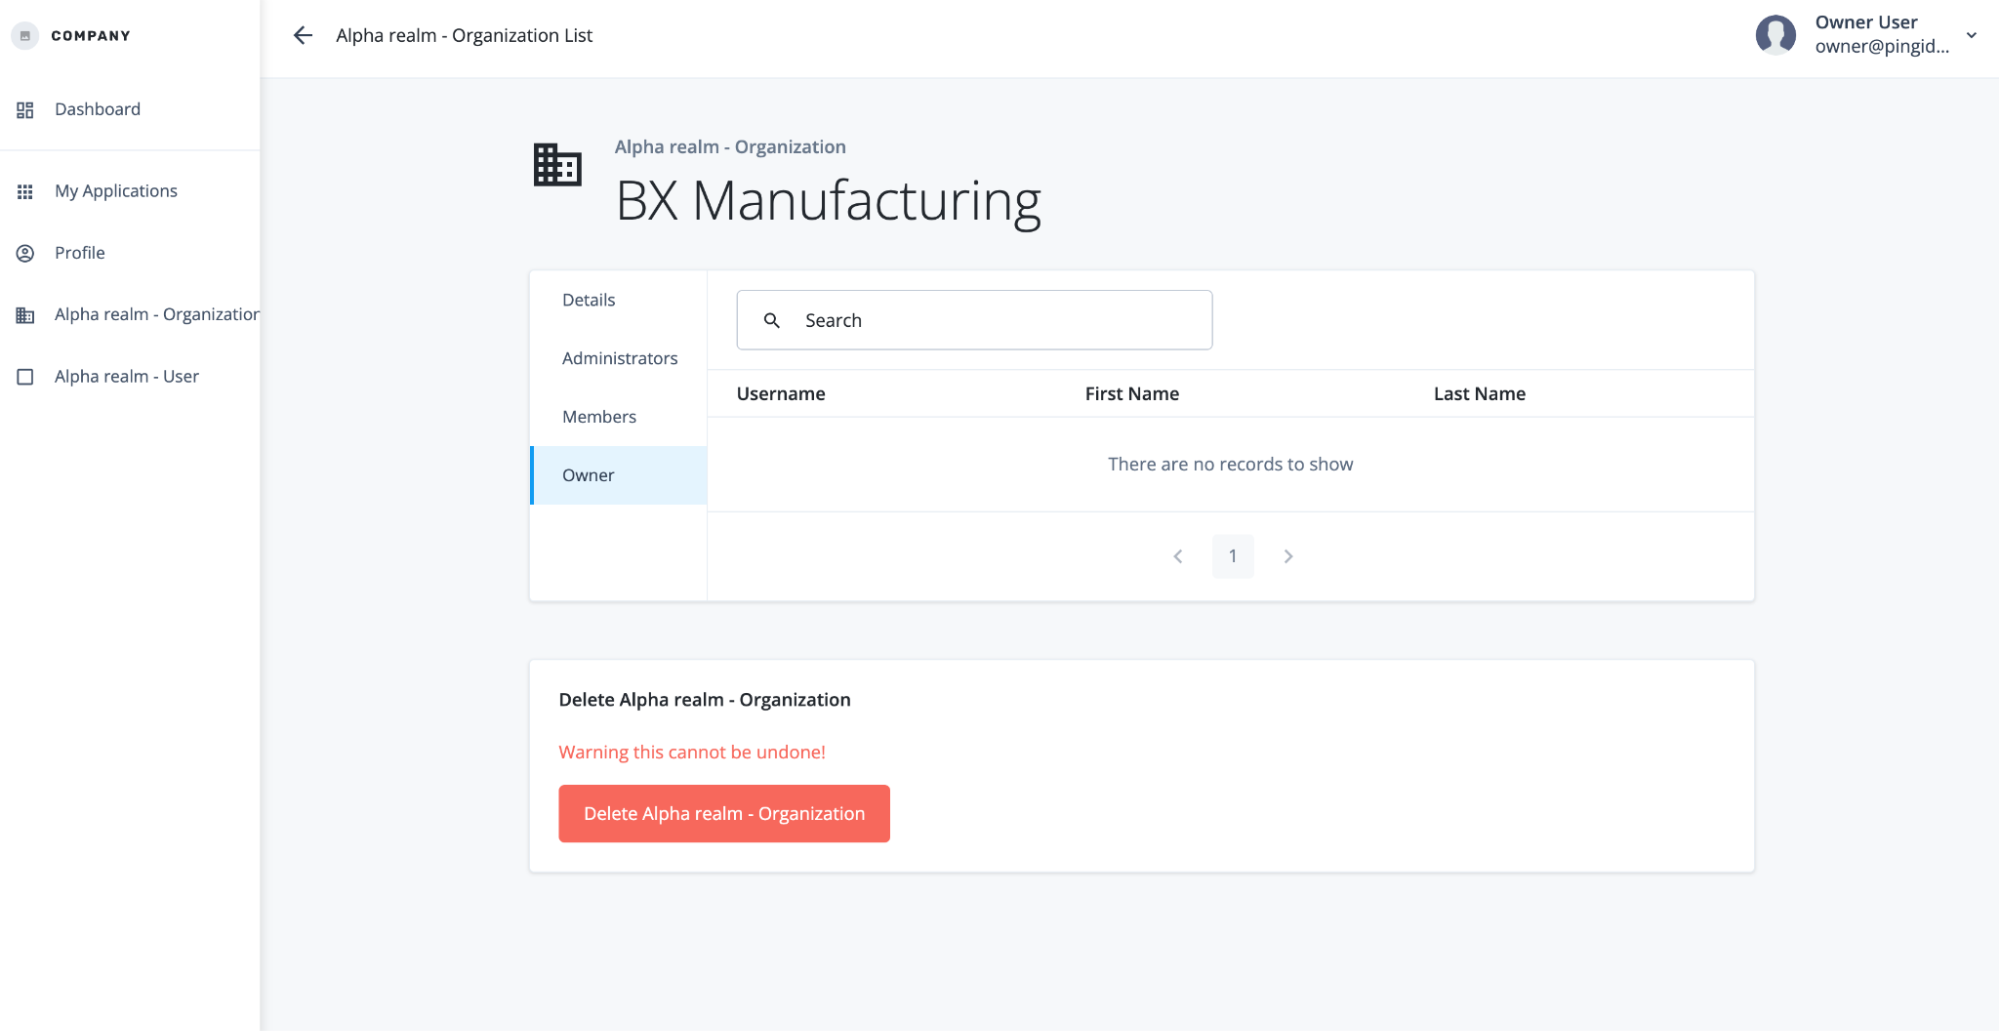 COMPANY
Dashboard
My Applications
Profile
Alpha realm - Organization
Alpha realm - User
Alpha realm - Organization List
Owner User
owner@pingid...
Alpha realm - Organization
BX Manufacturing
Details
Administrators
Members
Owner
Search
Username First Name Last Name
There are no records to show
1
Delete Alpha realm - Organization
Warning this cannot be undone!
Delete Alpha realm - Organization